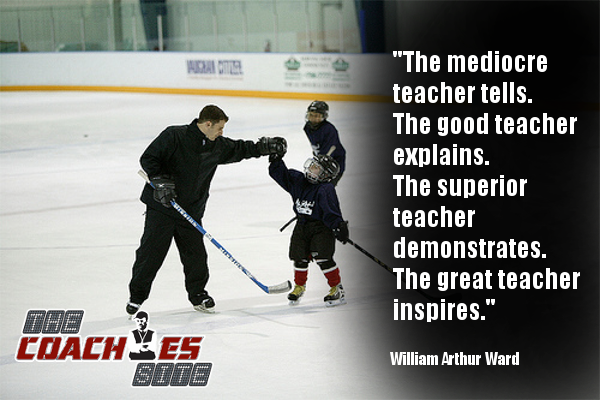 VAUGHAN CITIZEN
"The mediocre
teacher tells.
The good teacher
explains.
The superior
teacher
demonstrates.
The great teacher
inspires."
William Arthur Ward
THE
COACHES
SITE